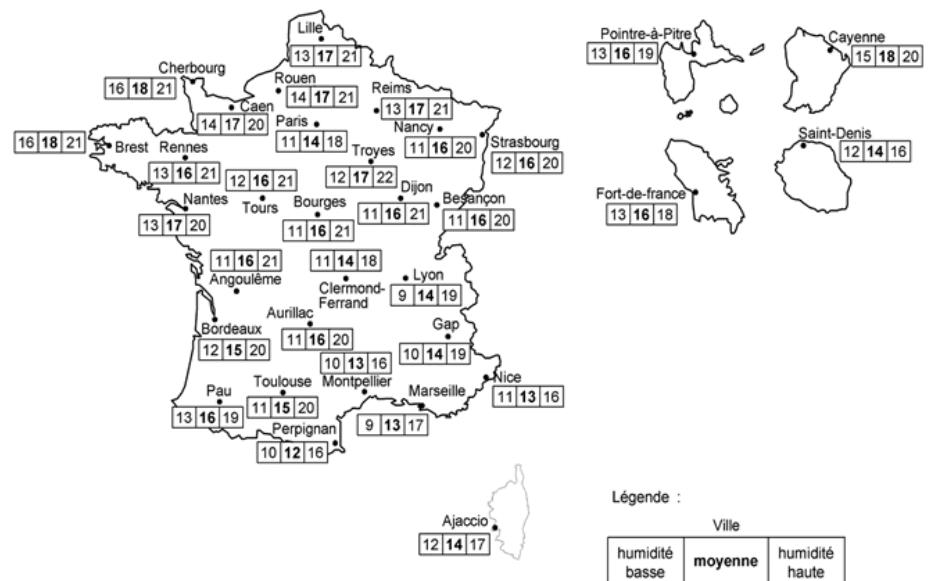 Lille
13 17 21
Cherbourg
16 18 21
Rouen
14 17 21
Caen
14 17 20
Reims
13 17 21
Paris
11 14 18
Nancy
11 16 20
Strasbourg
12 16 20
16 18 21
Brest
Rennes
13 16 21
Troyes
12 17 22
12 16 21
Tours
Nantes
13 17 20
Bourges
11 16 21
Dijon
11 16 21
Besançon
11 16 20
11 16 21
Angoulême
11 14 18
Clermond-
Ferrand
Lyon
9 14 19
Bordeaux
12 15 20
Aurillac
11 16 20
Gap
10 14 19
10 13 16
Montpellier
Nice
11 13 16
Pau
13 16 19
Toulouse
11 15 20
Marseille
9 13 17
Perpignan
10 12 16
Ajaccio
12 14 17
Pointre-à-Pitre
13 16 19
Cayenne
15 18 20
Saint-Denis
12 14 16
Fort-de-france
13 16 18
Légende :
Ville
humidité basse
moyenne
humidité haute